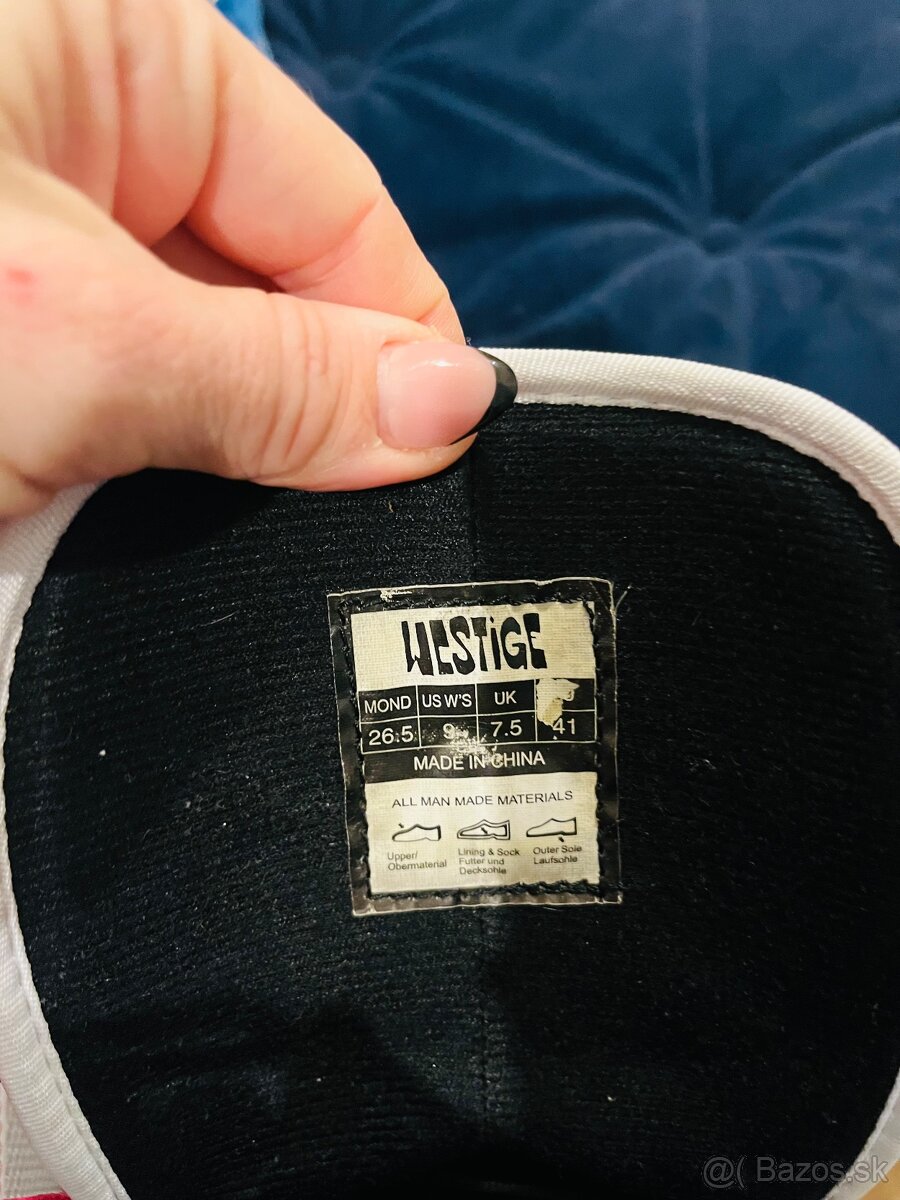 WESTiGE
MOND US W'S UK
26.5 9 7.5 41
MADE IN CHINA
ALL MAN MADE MATERIALS
Upper/
Obermaterial
Lining & Sock
Futter und
Decksohle
Outer Sole
Laufsohle
@( Bazos.sk